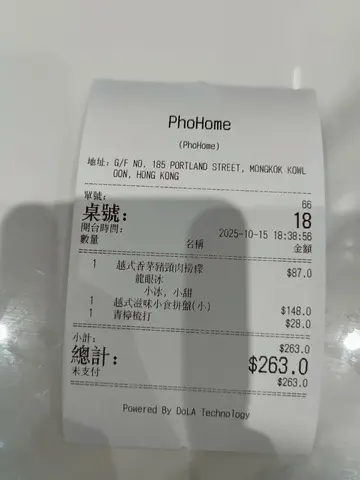 PhoHome
(PhoHome)
地址: G/F NO. 185 PORTLAND STREET, MONGKOK KOWL
OON, HONG KONG
單號: 66
桌號: 18
開台時間: 2025-10-15 18:38:56
數量 名稱 金額
1 越式香茅豬頸肉撈檬 $87.0
龍眼冰
小冰, 小甜
1 越式滋味小食拼盤(小) $148.0
1 青檸梳打 $28.0
小計: $263.0
總計: $263.0
未支付 $263.0
Powered By DoLA Technology